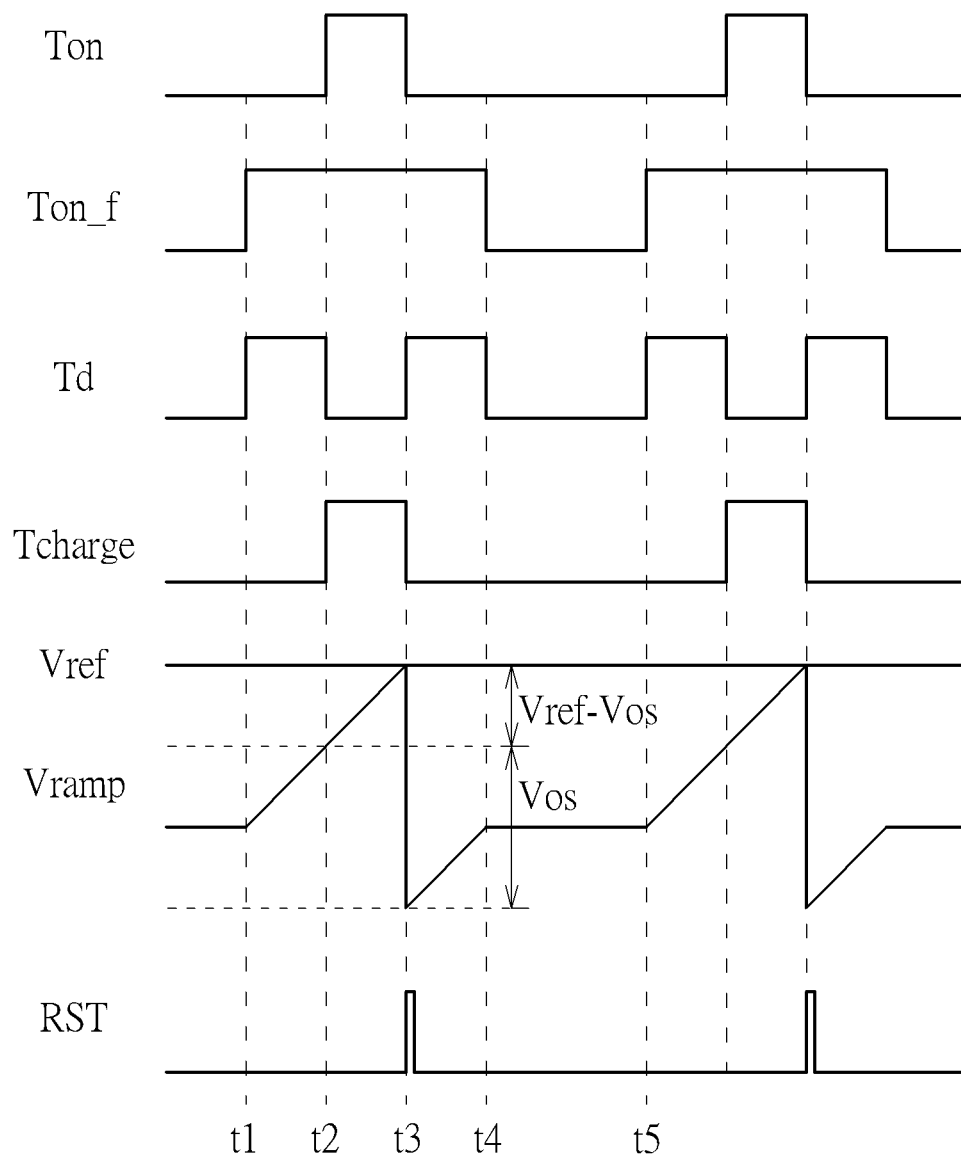 Ton
Ton_f
Td
Tcharge
Vref
Vref-Vos
Vramp
Vos
RST
t1 t2 t3 t4 t5